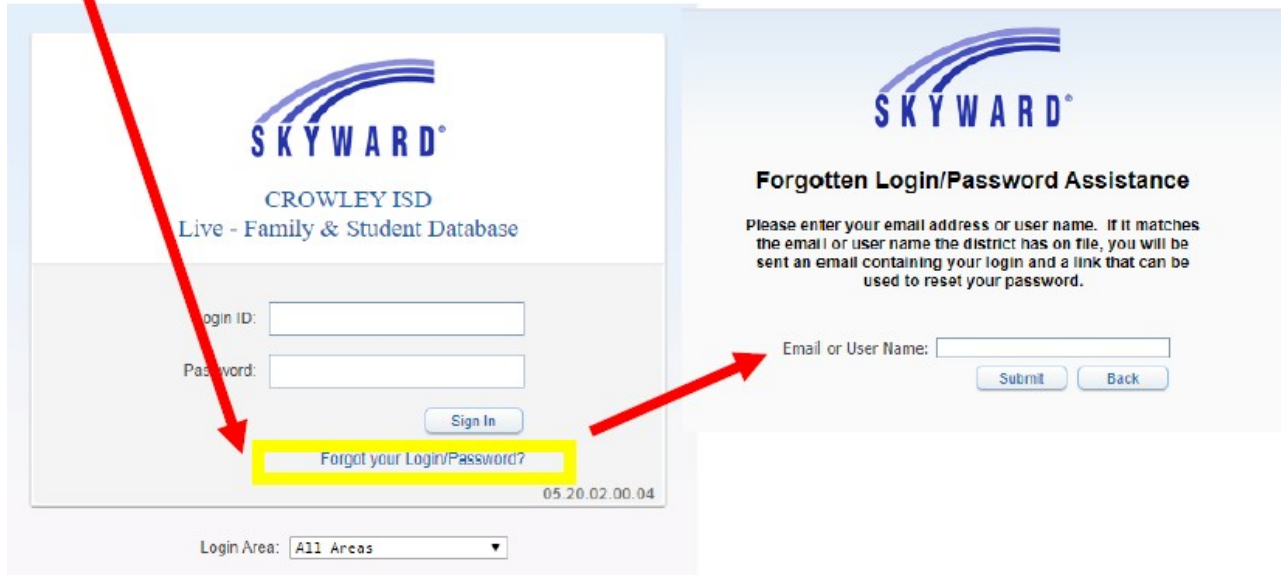 SKYWARD®
CROWLEY ISD
Live - Family & Student Database
Login ID:
Password:
Sign In
Forgot your Login/Password?
05.20.02.00.04
Login Area: All Areas
SKYWARD®
Forgotten Login/Password Assistance
Please enter your email address or user name. If it matches
the email or user name the district has on file, you will be
sent an email containing your login and a link that can be
used to reset your password.
Email or User Name:
Submit Back